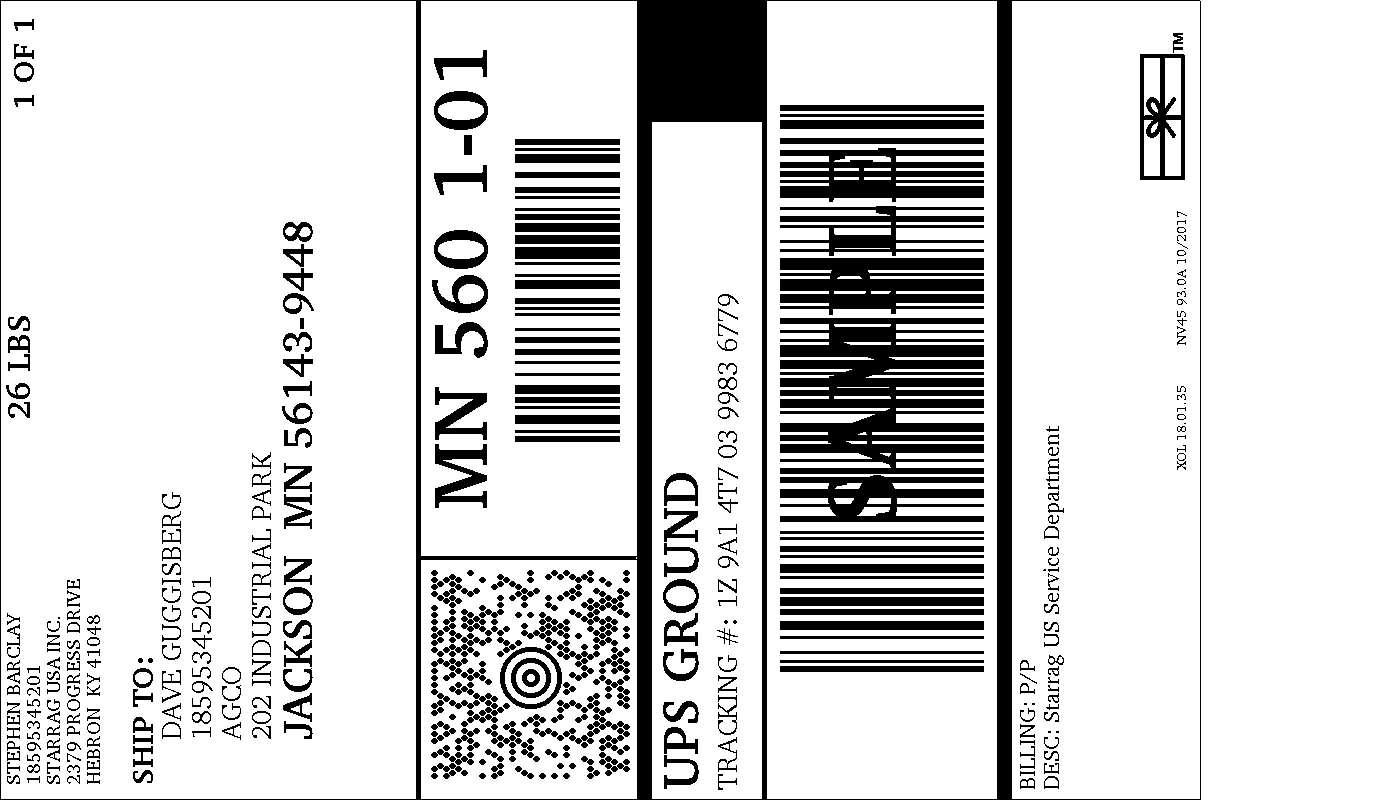 STEPHEN BARCLAY
18595345201
STARRAG USA INC.
2379 PROGRESS DRIVE
HEBRON KY 41048
26 LBS
1 OF 1
SHIP TO:
DAVE GUGGISBERG
18595345201
AGCO
202 INDUSTRIAL PARK
JACKSON MN 56143-9448
MN 560 1-01
UPS GROUND
TRACKING #: 1Z 9A1 4T7 03 9983 6779
SAMPLE
BILLING: P/P
DESC: Starrag US Service Department
XOL 18.01.35 NV45 93.0A 10/2017
TM